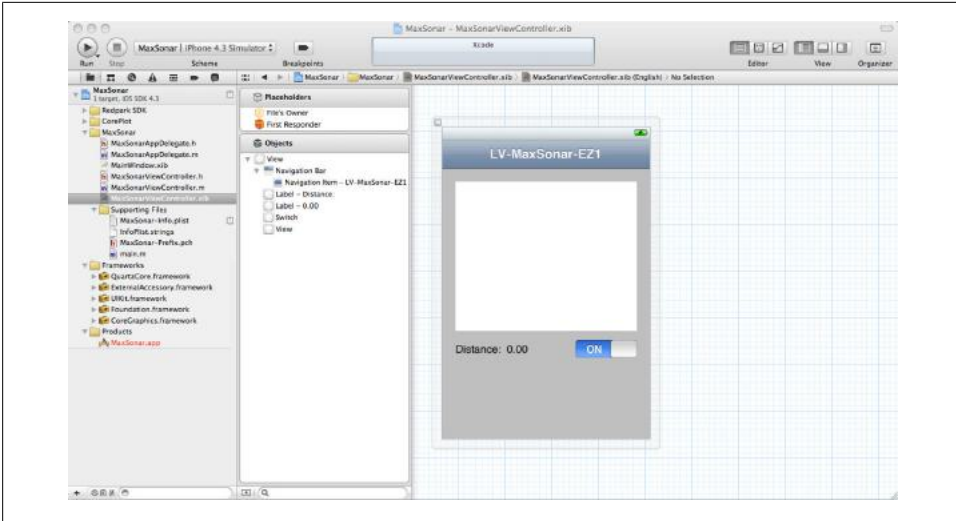 MaxSonar – MaxSonarViewController.xib
MaxSonar | iPhone 4.3 Simulator
Xcode
Run
Stop
Scheme
Breakpoints
Editor
View
Organizer
MaxSonar
MaxSonar
MaxSonarViewController.xib
MaxSonarViewController.xib (English)
No Selection
MaxSonar
1 target, iOS SDK 4.3
Redpark SDK
CorePlot
MaxSonar
MaxSonarAppDelegate.h
MaxSonarAppDelegate.m
MainWindow.xib
MaxSonarViewController.h
MaxSonarViewController.m
MaxSonarViewController.xib
Supporting Files
MaxSonar-Info.plist
InfoPlist.strings
MaxSonar-Prefix.pch
main.m
Frameworks
QuartzCore.framework
ExternalAccessory.framework
UIKit.framework
Foundation.framework
CoreGraphics.framework
Products
MaxSonar.app
Placeholders
File's Owner
First Responder
Objects
View
Navigation Bar
Navigation Item – LV-MaxSonar-EZ1
Label – Distance:
Label – 0.00
Switch
View
LV-MaxSonar-EZ1
Distance: 0.00
ON